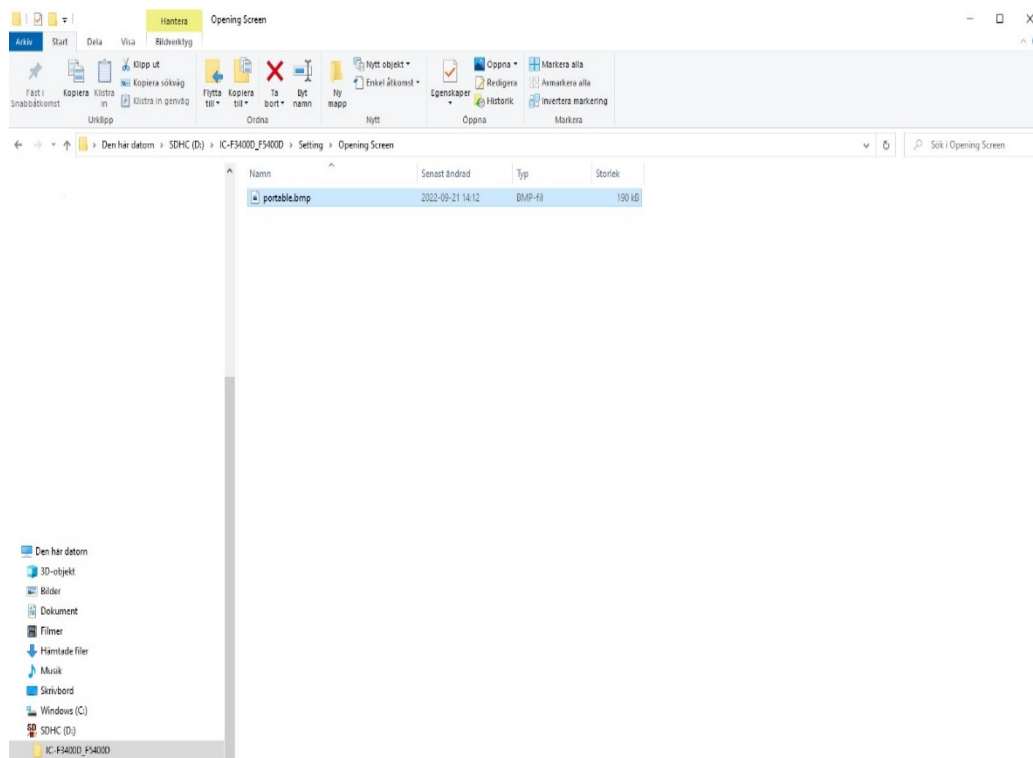 Hantera Opening Screen
Arkiv Start Dela Visa Bildverktyg
Fäst i Snabbåtkomst
Kopiera
Klistra in
Klipp ut
Kopiera sökväg
Klistra in genväg
Urklipp
Flytta till
Kopiera till
Ta bort
Byt namn
Ordna
Ny mapp
Nytt objekt
Enkel åtkomst
Nytt
Egenskaper
Öppna
Redigera
Historik
Öppna
Markera alla
Avmarkera alla
Invertera markering
Markera
Den här datorn › SDHC (D:) › IC-F3400D_F5400D › Setting › Opening Screen
Sök i Opening Screen
Namn Senast ändrad Typ Storlek
portable.bmp 2022-09-21 14:12 BMP-fil 190 kB
Den här datorn
3D-objekt
Bilder
Dokument
Filmer
Hämtade filer
Musik
Skrivbord
Windows (C:)
SDHC (D:)
IC-F3400D_F5400D